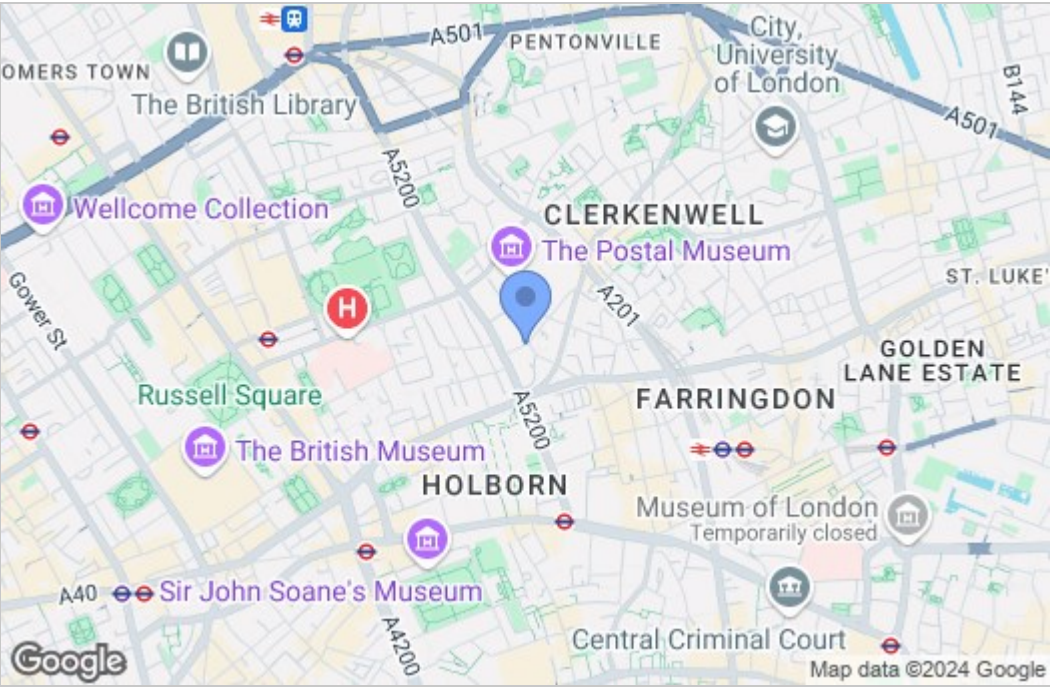 A501
PENTONVILLE
City,
University
of London
OMERS TOWN
The British Library
B144
A501
A5200
Wellcome Collection
CLERKENWELL
The Postal Museum
ST. LUKE'
Gower St
H
A201
GOLDEN
LANE ESTATE
Russell Square
A5200
FARRINGDON
The British Museum
HOLBORN
Museum of London
Temporarily closed
A40
Sir John Soane's Museum
A4200
Central Criminal Court
Google
Map data ©2024 Google